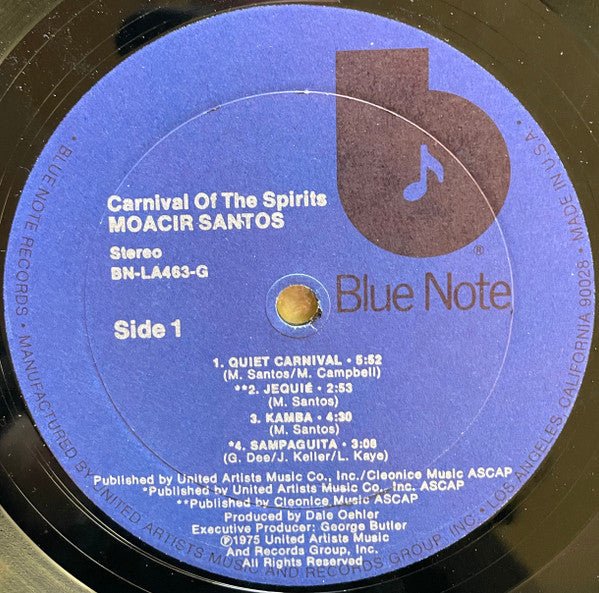 Carnival Of The Spirits
MOACIR SANTOS
Stereo
BN-LA463-G
Side 1
®
Blue Note
1. QUIET CARNIVAL • 5:52
(M. Santos/M. Campbell)
**2. JEQUIÉ • 2:53
(M. Santos)
3. KAMBA • 4:30
(M. Santos)
*4. SAMPAGUITA • 3:08
(G. Dee/J. Keller/L. Kaye)
Published by United Artists Music Co., Inc./Cleonice Music ASCAP
*Published by United Artists Music Co. Inc. ASCAP
**Published by Cleonice Music ASCAP
Produced by Dale Oehler
Executive Producer: George Butler
℗1975 United Artists Music
And Records Group, Inc.
All Rights Reserved
• BLUE NOTE RECORDS • MANUFACTURED BY UNITED ARTISTS MUSIC AND RECORDS GROUP, INC. • LOS ANGELES, CALIFORNIA 90028 • MADE IN U.S.A.